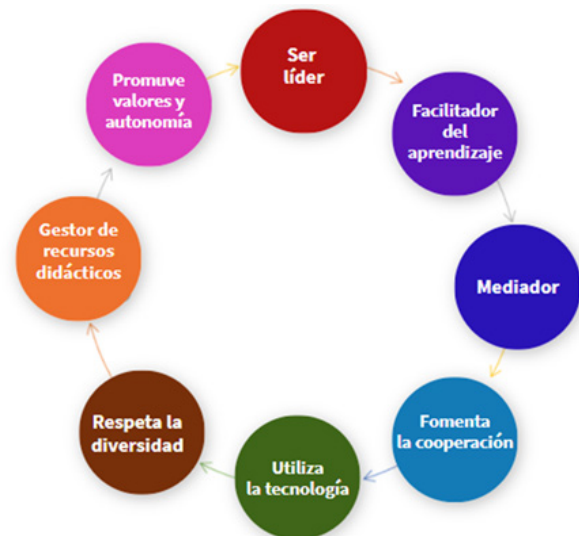 Ser
líder
Facilitador
del
aprendizaje
Mediador
Fomenta
la cooperación
Utiliza
la tecnología
Respeta la
diversidad
Gestor de
recursos
didácticos
Promuve
valores y
autonomía